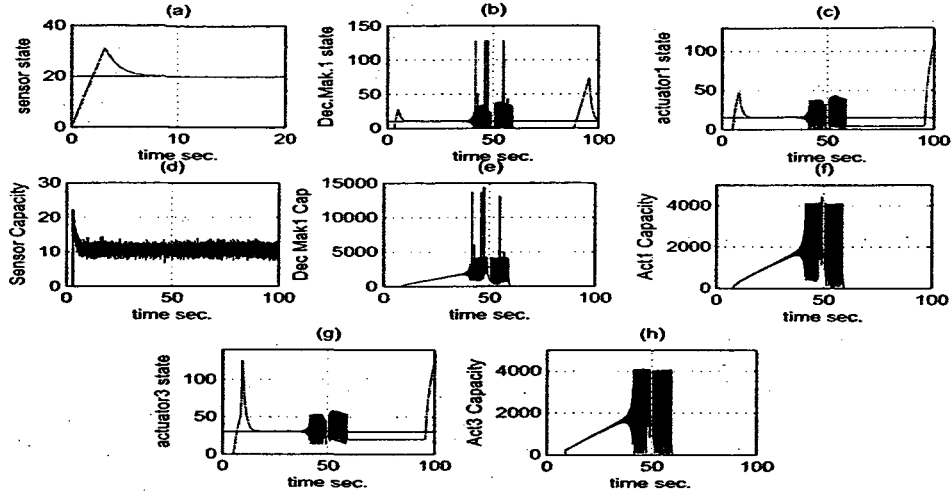 (a)
sensor state
40
20
0
0
10
20
time sec.
(b)
Dec.Mak.1 state
150
100
50
0
0
50
100
time sec.
(c)
actuator1 state
100
50
0
0
50
100
time sec.
(d)
Sensor Capacity
30
20
10
0
0
50
100
time sec.
(e)
Dec Mak1 Cap
15000
10000
5000
0
0
50
100
time sec.
(f)
Act1 Capacity
4000
2000
0
0
50
100
time sec.
(g)
actuator3 state
100
50
0
0
50
100
time sec.
(h)
Act3 Capacity
4000
2000
0
0
50
100
time sec.